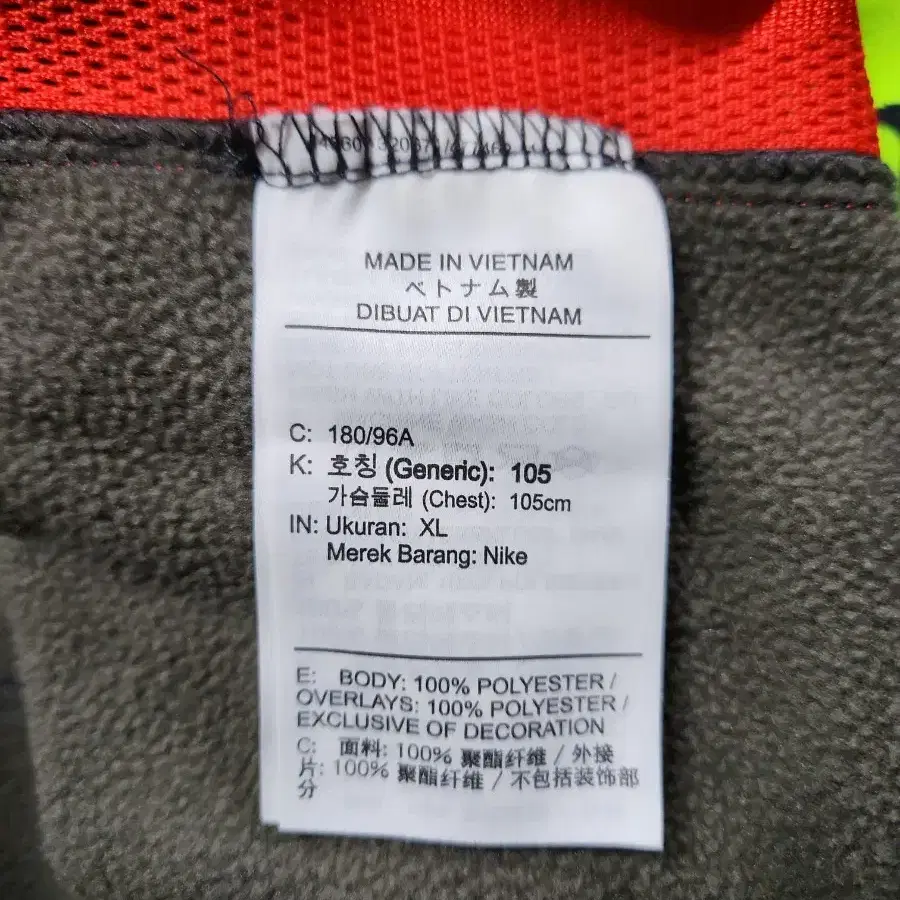 MADE IN VIETNAM
ベトナム製
DIBUAT DI VIETNAM
C: 180/96A
K: 호칭 (Generic): 105
가슴둘레 (Chest): 105cm
IN: Ukuran: XL
Merek Barang: Nike
E: BODY: 100% POLYESTER /
OVERLAYS: 100% POLYESTER /
EXCLUSIVE OF DECORATION
C: 面料: 100% 聚酯纤维 / 外接
片: 100% 聚酯纤维 / 不包括装饰部
分